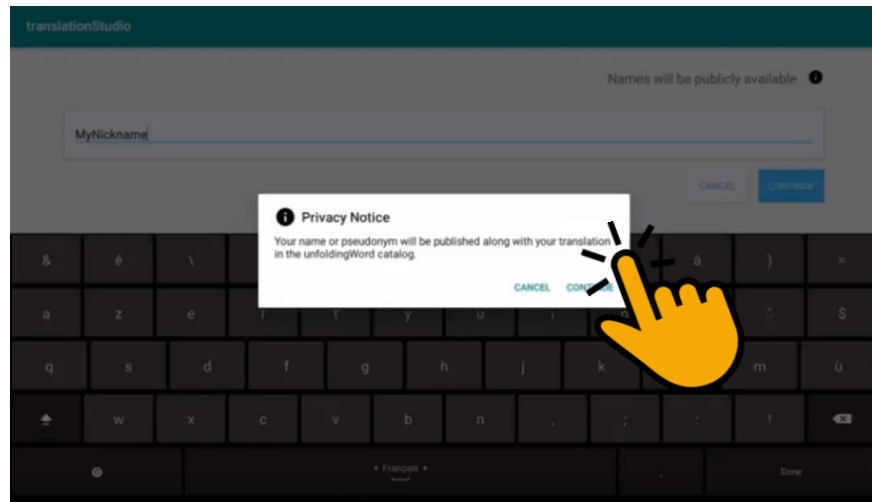 translationStudio
Names will be publicly available
MyNickname
CANCEL CONTINUE
Privacy Notice
Your name or pseudonym will be published along with your translation
in the unfoldingWord catalog.
CANCEL CONTINUE
& é \ à ) =
a z e r t y u i $
q s d f g h j k m ù
w x c v b n , ; : !
◂ Français ▸
. Done